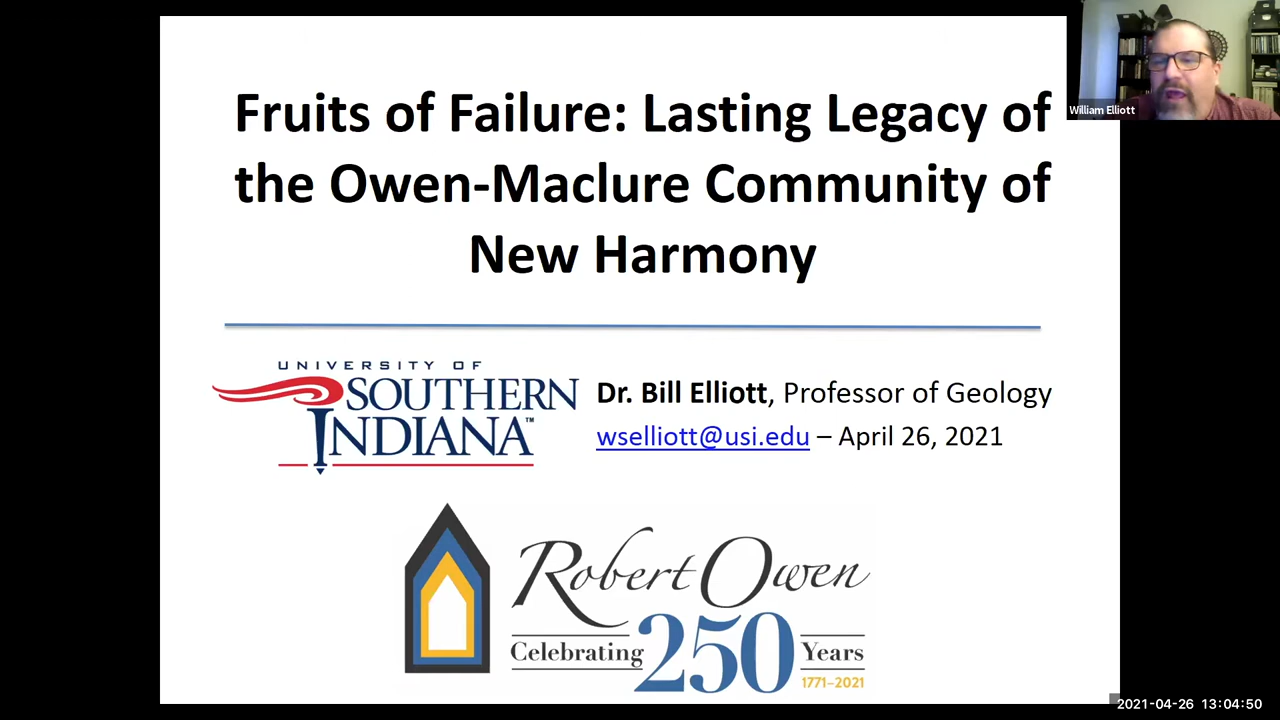 Fruits of Failure: Lasting Legacy of
the Owen-Maclure Community of
New Harmony
William Elliott
UNIVERSITY OF
SOUTHERN
INDIANA™
Dr. Bill Elliott, Professor of Geology
wselliott@usi.edu – April 26, 2021
Robert Owen
Celebrating 250 Years
1771–2021
2021-04-26 13:04:50